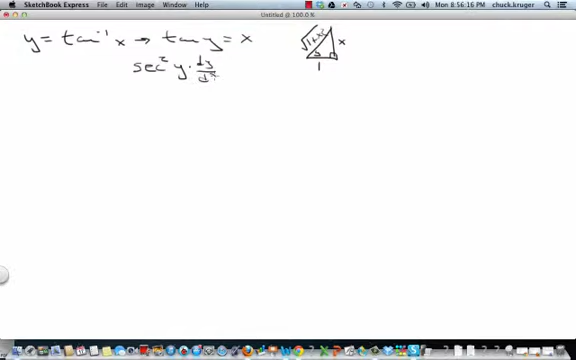 SketchBook Express File Edit Image Window Help Mon 8:56:16 PM chuck.kruger
Untitled @ 100.0 %
y = tan⁻¹ x → tan y = x
sec² y · dy/dx
√1+x² x
y
1